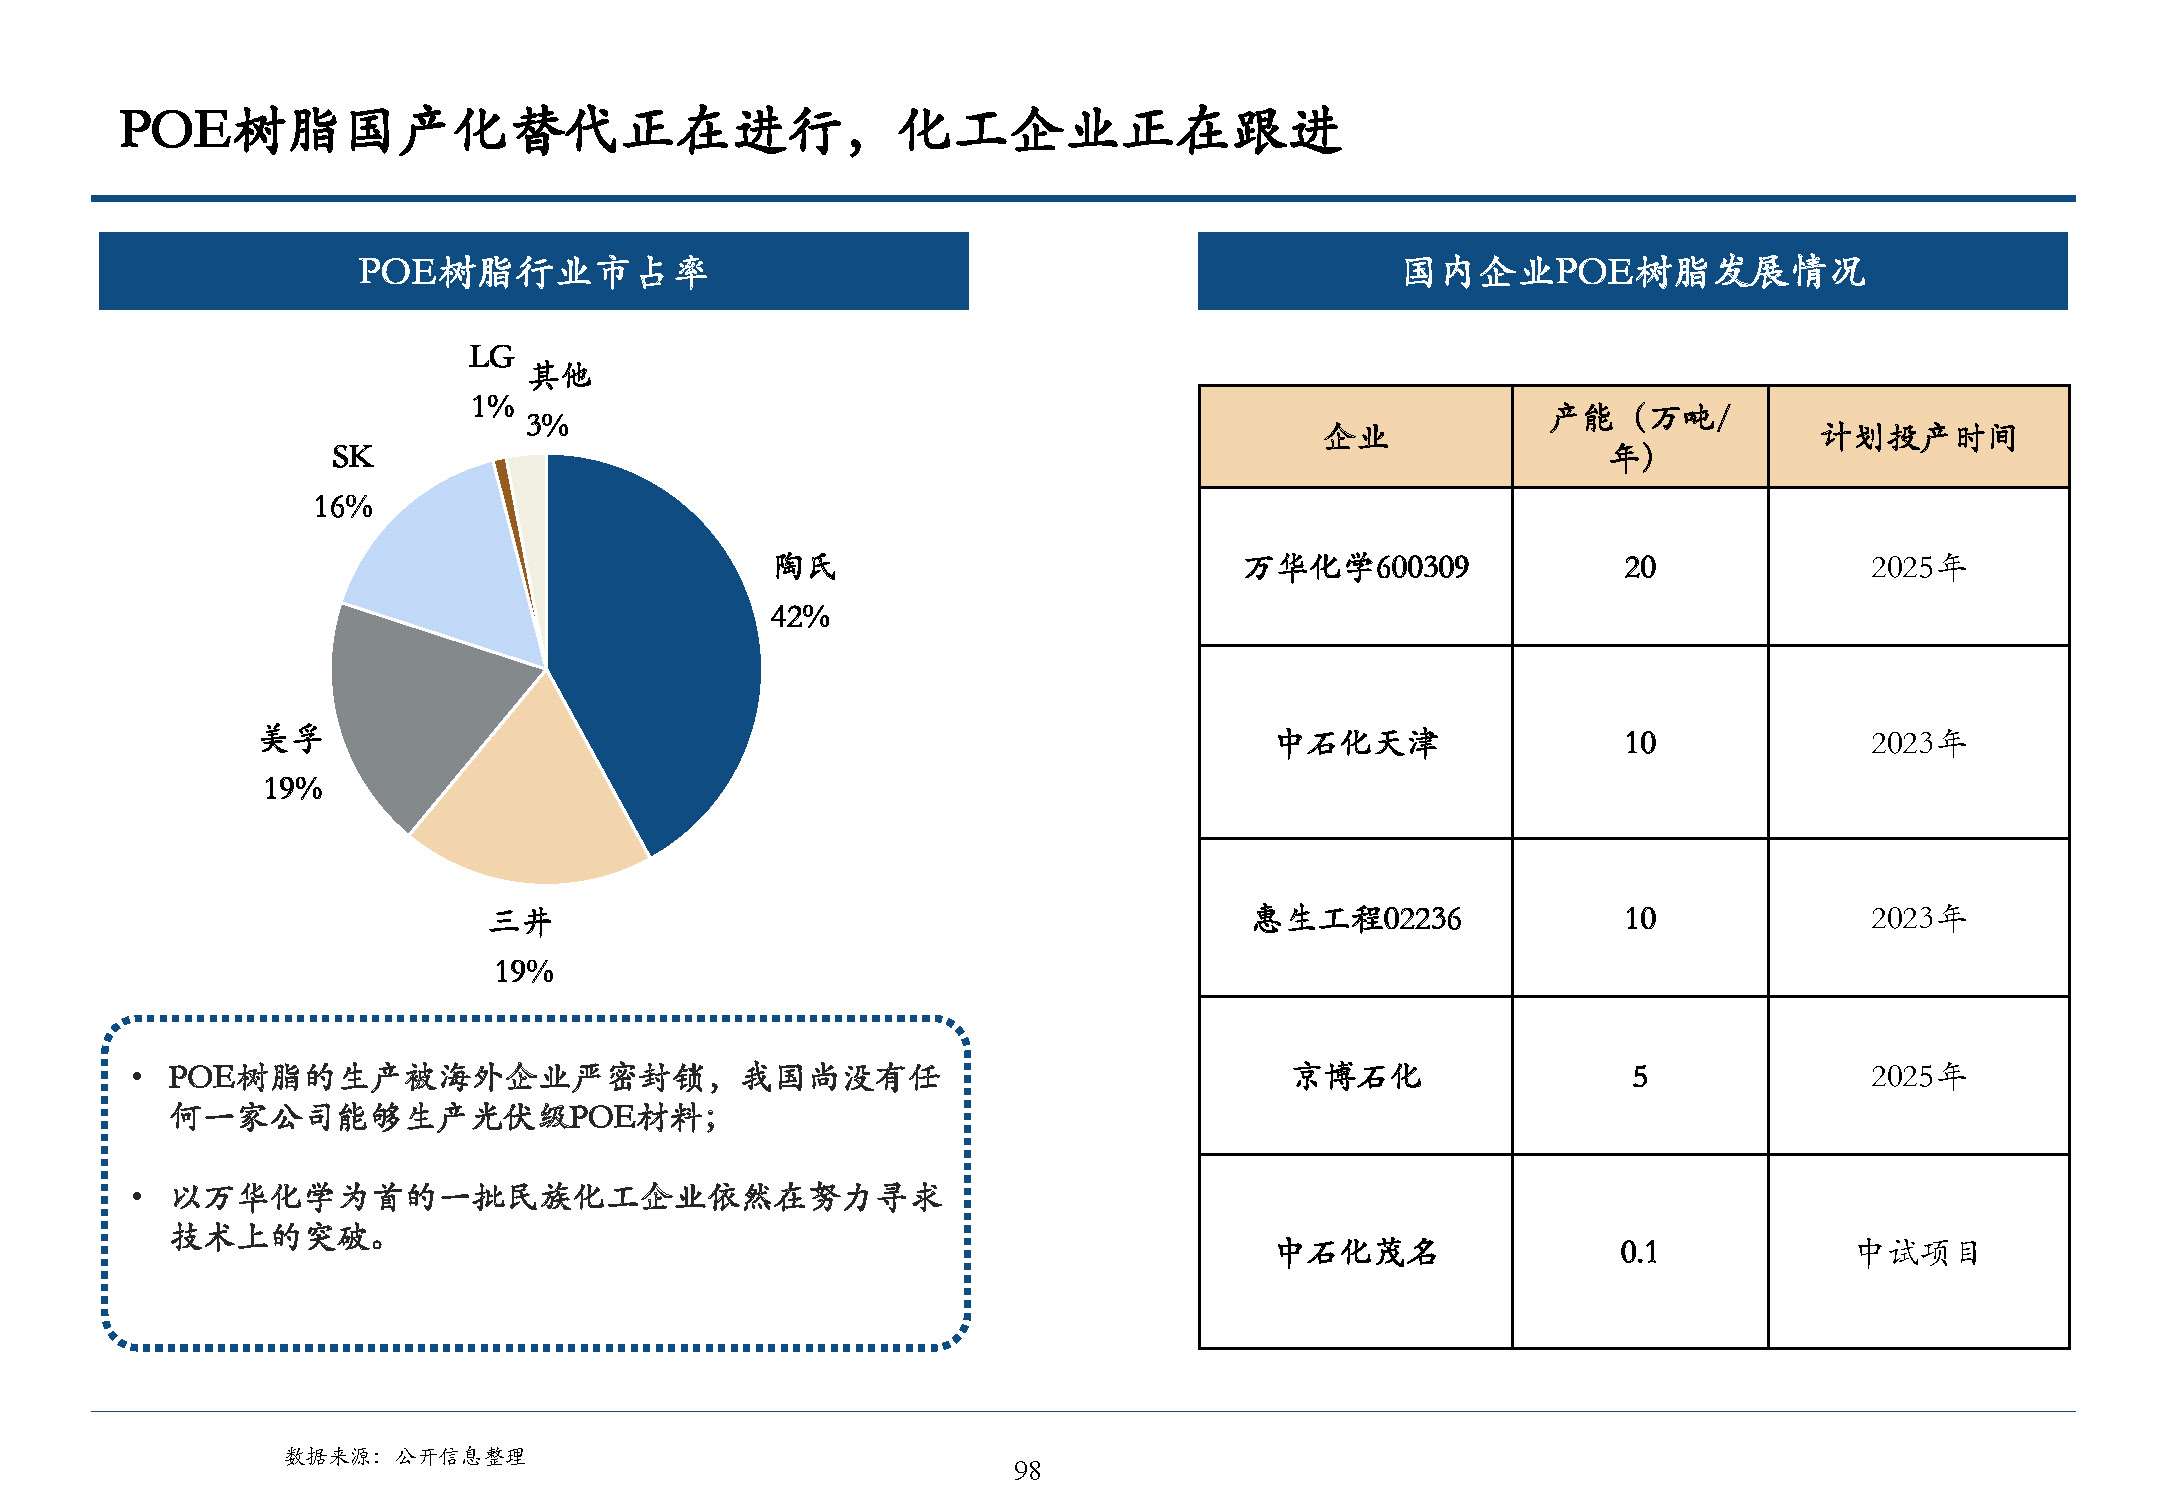 POE树脂国产化替代正在进行，化工企业正在跟进
POE树脂行业市占率
LG
1%
其他
3%
SK
16%
陶氏
42%
美孚
19%
三井
19%
• POE树脂的生产被海外企业严密封锁，我国尚没有任
何一家公司能够生产光伏级POE材料；
• 以万华化学为首的一批民族化工企业依然在努力寻求
技术上的突破。
国内企业POE树脂发展情况
企业 产能（万吨/ 计划投产时间
年）
万华化学600309 20 2025年
中石化天津 10 2023年
惠生工程02236 10 2023年
京博石化 5 2025年
中石化茂名 0.1 中试项目
数据来源：公开信息整理
98